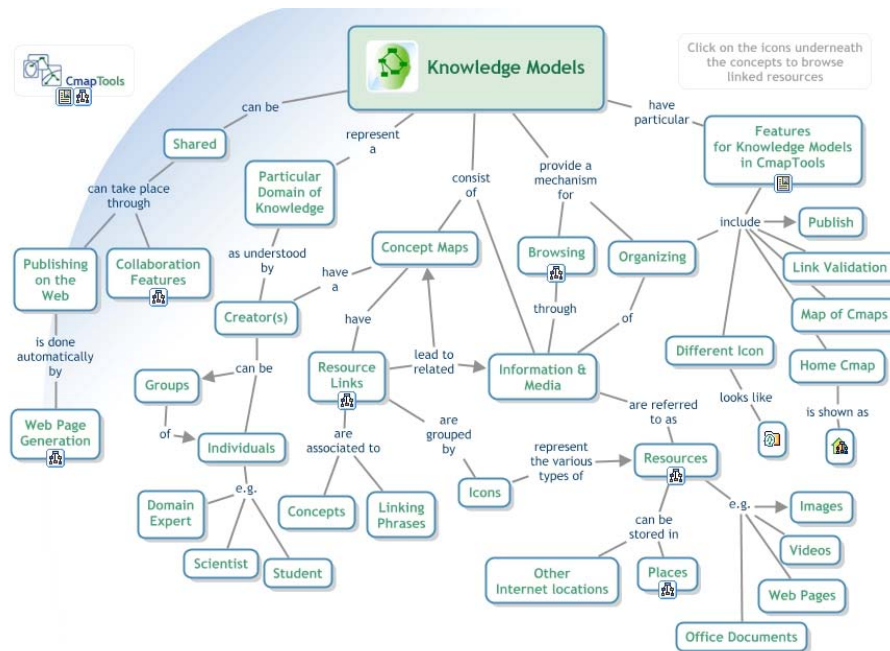 CmapTools
Knowledge Models
Click on the icons underneath
the concepts to browse
linked resources
can be
represent
a
consist
of
provide a
mechanism
for
have
particular
Shared
Features
for Knowledge Models
in CmapTools
can take place
through
Particular
Domain of
Knowledge
include
Publish
Publishing
on the
Web
Collaboration
Features
as understood
by
Concept Maps
Browsing
Organizing
Link Validation
have
a
Creator(s)
have
through
of
Map of Cmaps
is done
automatically
by
can be
Groups
Resource
Links
lead to
related
Information &
Media
Different Icon
Home Cmap
looks like
is shown as
Web Page
Generation
of
Individuals
are
associated to
are
grouped
by
are referred
to as
represent
the various
types of
Resources
e.g.
Domain
Expert
Scientist
Student
Concepts
Linking
Phrases
Icons
can be
stored in
e.g.
Images
Videos
Web Pages
Office Documents
Other
Internet locations
Places